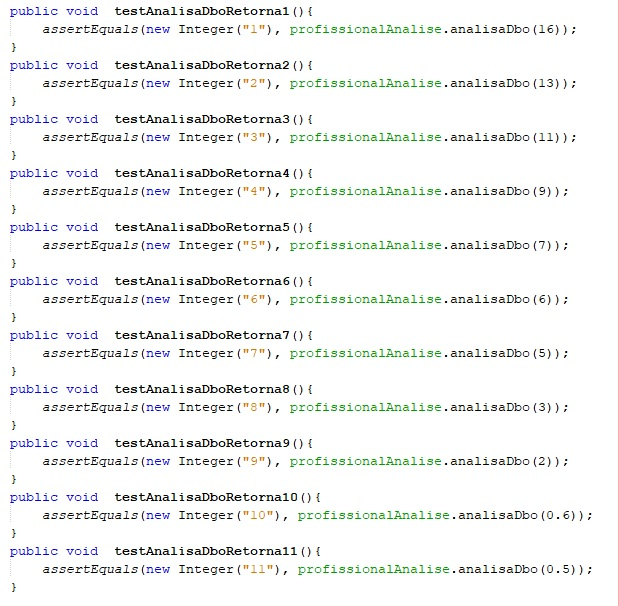 public void  testAnalisaDboRetorna1(){
    assertEquals(new Integer("1"), profissionalAnalise.analisaDbo(16));
}
public void  testAnalisaDboRetorna2(){
    assertEquals(new Integer("2"), profissionalAnalise.analisaDbo(13));
}
public void  testAnalisaDboRetorna3(){
    assertEquals(new Integer("3"), profissionalAnalise.analisaDbo(11));
}
public void  testAnalisaDboRetorna4(){
    assertEquals(new Integer("4"), profissionalAnalise.analisaDbo(9));
}
public void  testAnalisaDboRetorna5(){
    assertEquals(new Integer("5"), profissionalAnalise.analisaDbo(7));
}
public void  testAnalisaDboRetorna6(){
    assertEquals(new Integer("6"), profissionalAnalise.analisaDbo(6));
}
public void  testAnalisaDboRetorna7(){
    assertEquals(new Integer("7"), profissionalAnalise.analisaDbo(5));
}
public void  testAnalisaDboRetorna8(){
    assertEquals(new Integer("8"), profissionalAnalise.analisaDbo(3));
}
public void  testAnalisaDboRetorna9(){
    assertEquals(new Integer("9"), profissionalAnalise.analisaDbo(2));
}
public void  testAnalisaDboRetorna10(){
    assertEquals(new Integer("10"), profissionalAnalise.analisaDbo(0.6));
}
public void  testAnalisaDboRetorna11(){
    assertEquals(new Integer("11"), profissionalAnalise.analisaDbo(0.5));
}